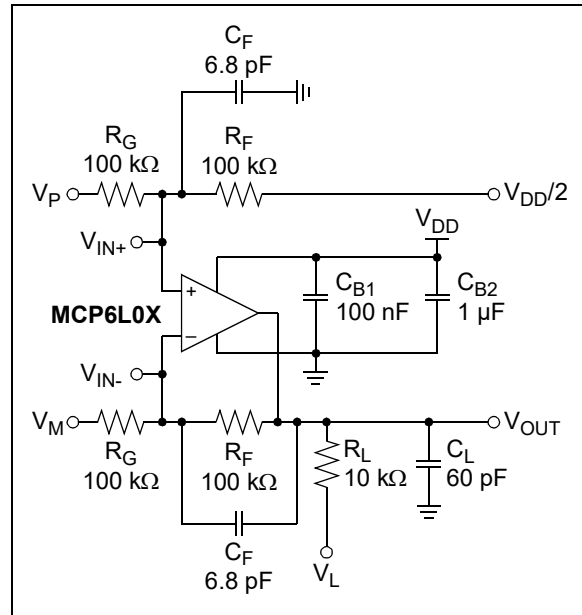 C_F
6.8 pF
R_G
100 kΩ
R_F
100 kΩ
V_P
V_DD/2
V_DD
V_IN+
C_B1
100 nF
C_B2
1 µF
+
MCP6L0X
–
V_IN-
V_M
V_OUT
R_G
100 kΩ
R_F
100 kΩ
R_L
10 kΩ
C_L
60 pF
C_F
6.8 pF
V_L